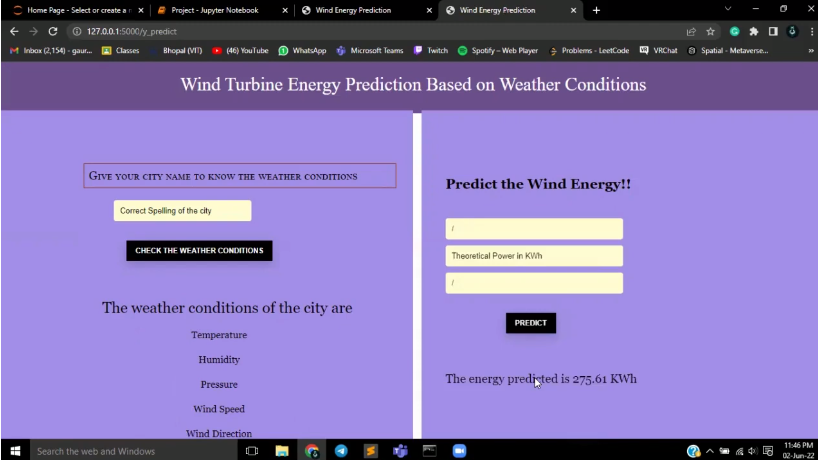 Home Page - Select or create a n
Project - Jupyter Notebook
Wind Energy Prediction
Wind Energy Prediction
127.0.0.1:5000/y_predict
Inbox (2,154) - gaur...
Classes
Bhopal (VIT)
(46) YouTube
WhatsApp
Microsoft Teams
Twitch
Spotify – Web Player
Problems - LeetCode
VRChat
Spatial - Metaverse...
Wind Turbine Energy Prediction Based on Weather Conditions
Give your city name to know the weather conditions
Correct Spelling of the city
CHECK THE WEATHER CONDITIONS
The weather conditions of the city are
Temperature
Humidity
Pressure
Wind Speed
Wind Direction
Predict the Wind Energy!!
/
Theoretical Power in KWh
/
PREDICT
The energy predicted is 275.61 KWh
Search the web and Windows
11:46 PM
02-Jun-22